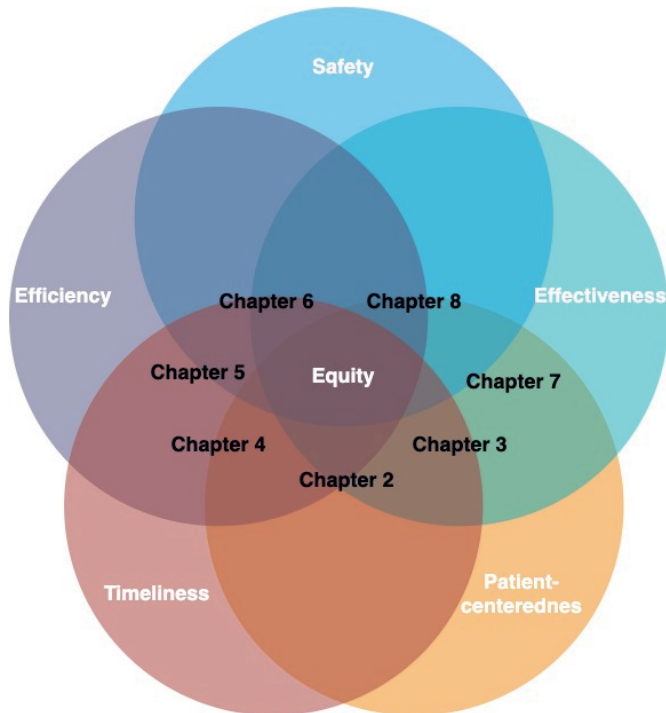 Safety
Efficiency
Effectiveness
Chapter 6
Chapter 8
Chapter 5
Equity
Chapter 7
Chapter 4
Chapter 3
Chapter 2
Timeliness
Patient-
centerednes